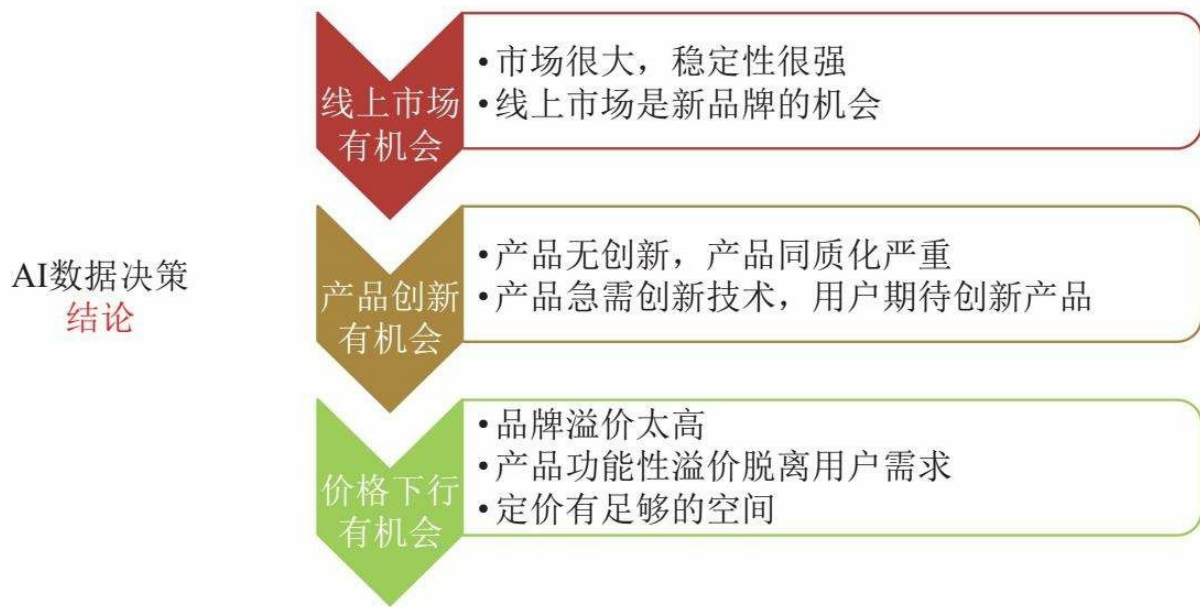 AI数据决策
结论
线上市场
有机会
•市场很大，稳定性很强
•线上市场是新品牌的机会
产品创新
有机会
•产品无创新，产品同质化严重
•产品急需创新技术，用户期待创新产品
价格下行
有机会
•品牌溢价太高
•产品功能性溢价脱离用户需求
•定价有足够的空间